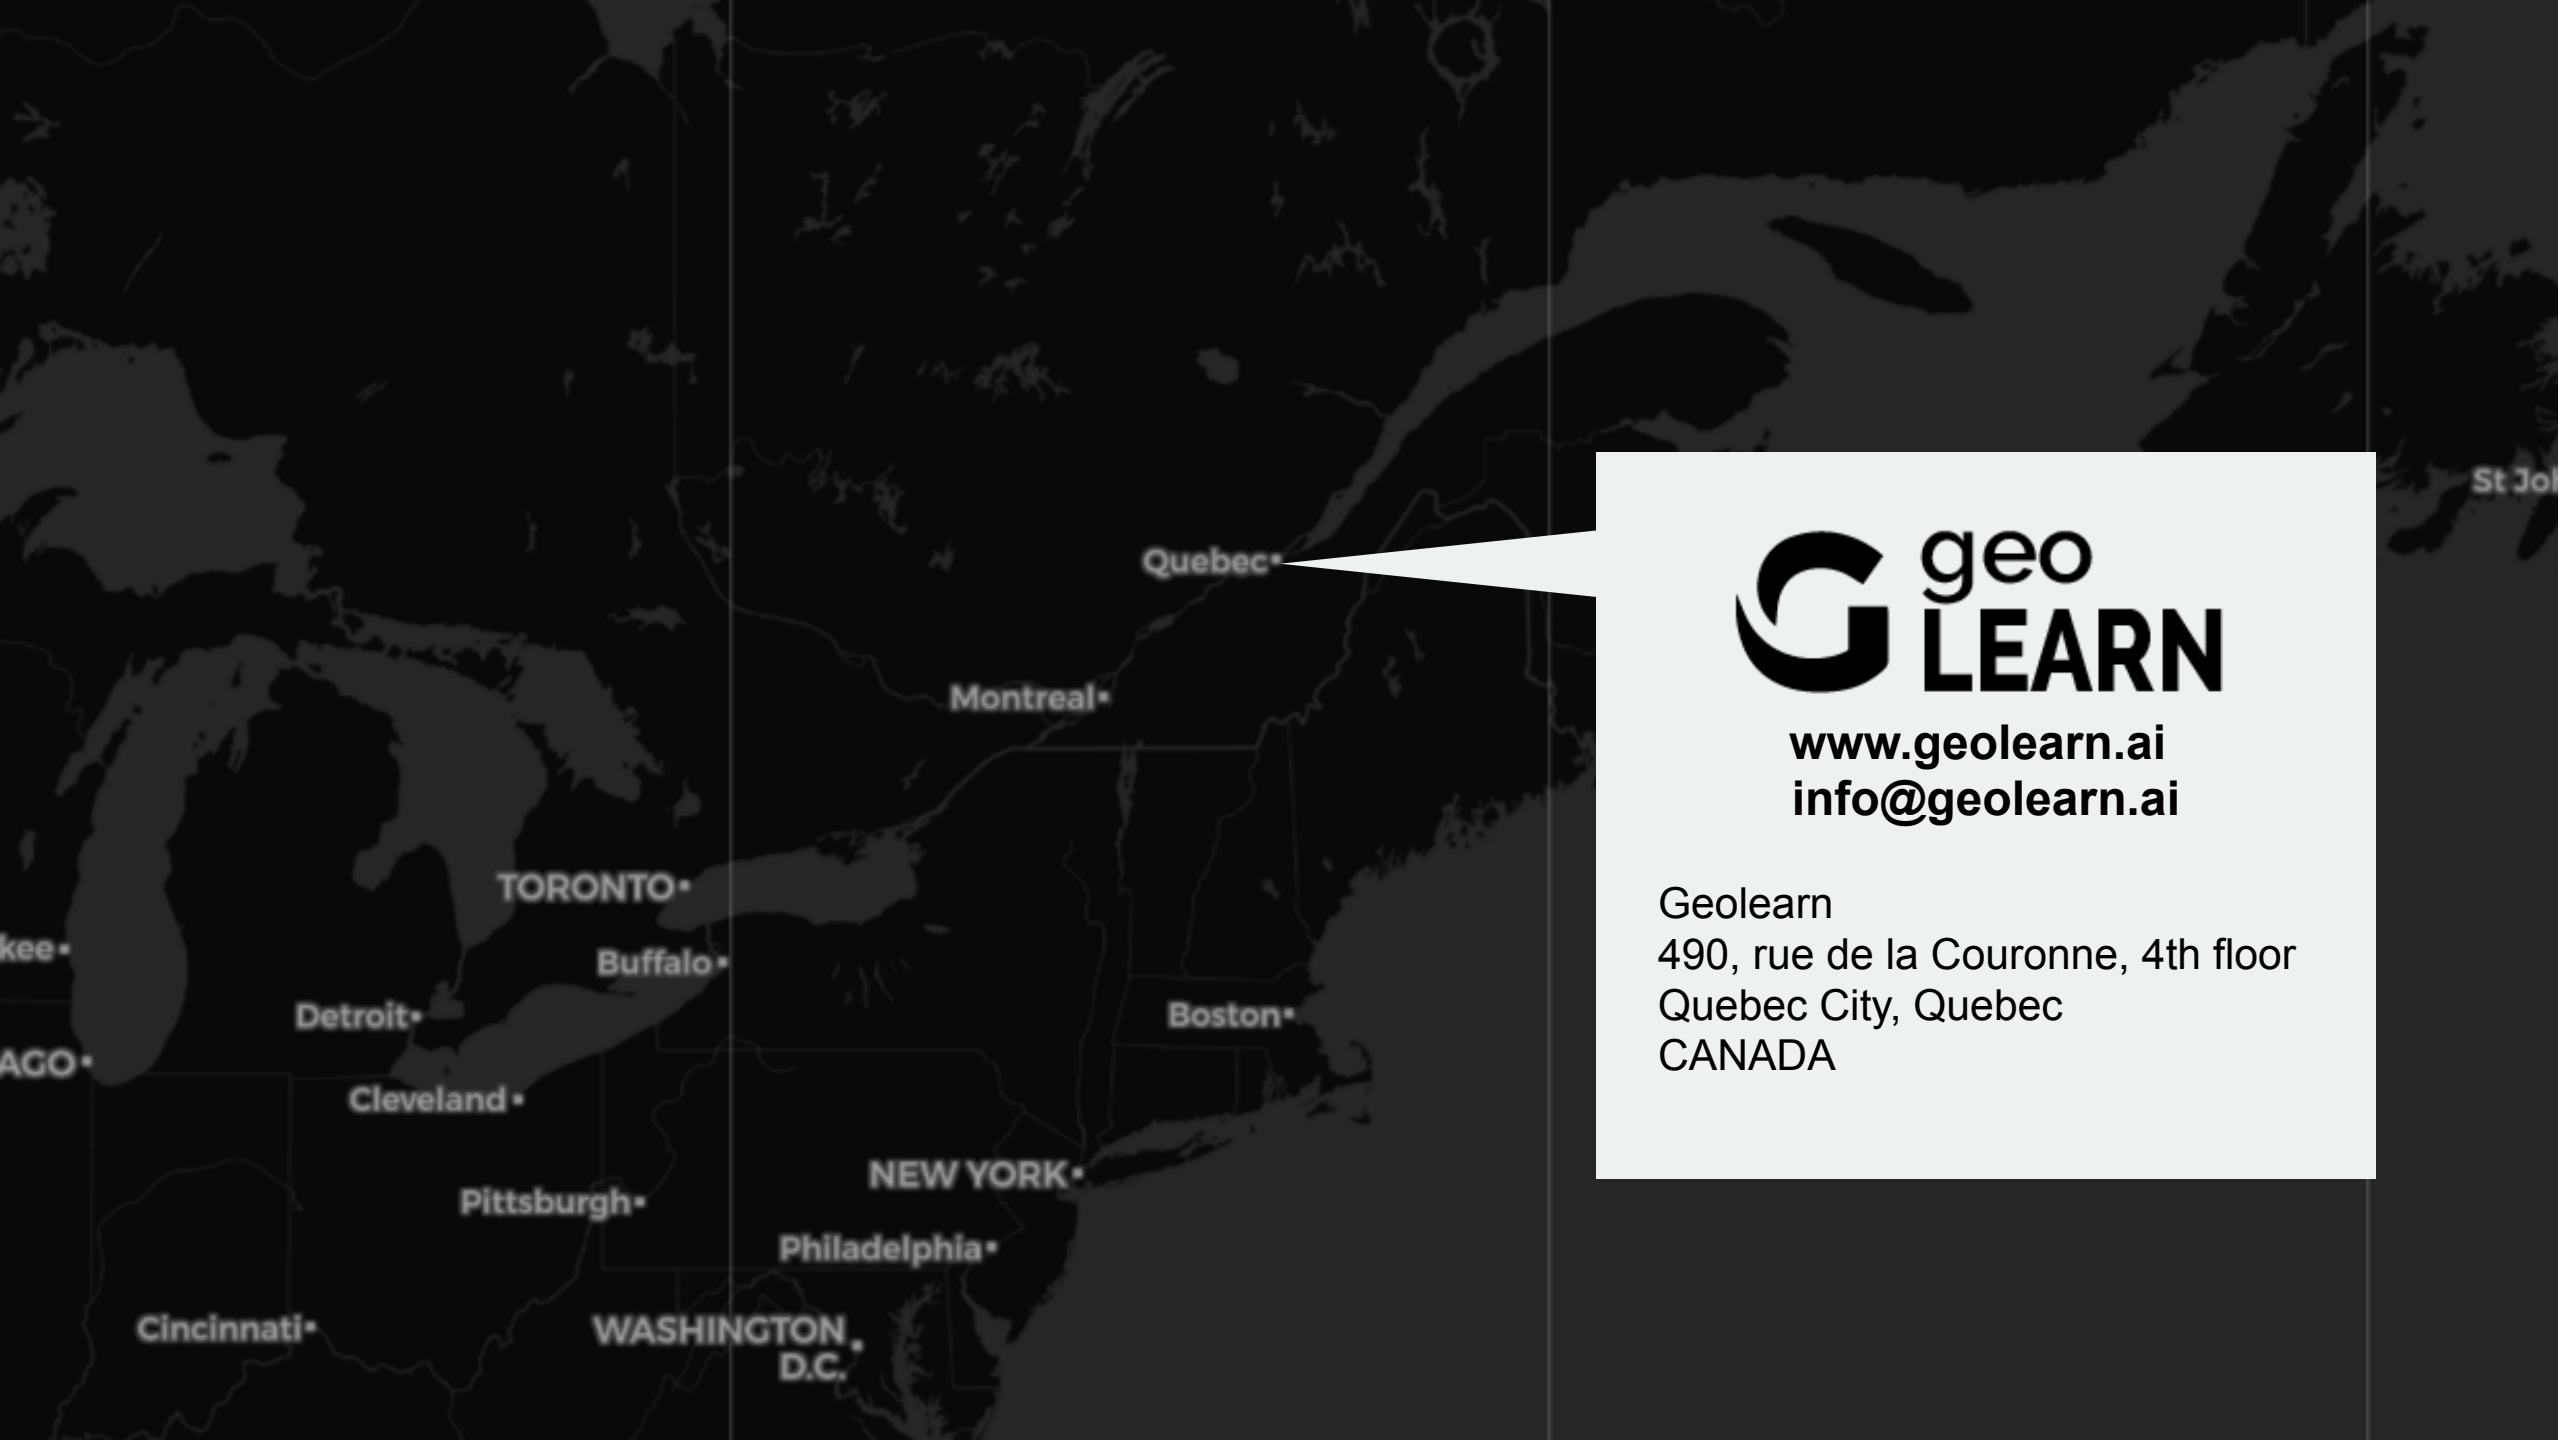 St Joh
Quebec
geo
LEARN
www.geolearn.ai
info@geolearn.ai
Montreal
TORONTO
Geolearn
490, rue de la Couronne, 4th floor
Quebec City, Quebec
CANADA
kee
Buffalo
Detroit
Boston
AGO
Cleveland
NEW YORK
Pittsburgh
Philadelphia
Cincinnati
WASHINGTON
D.C.